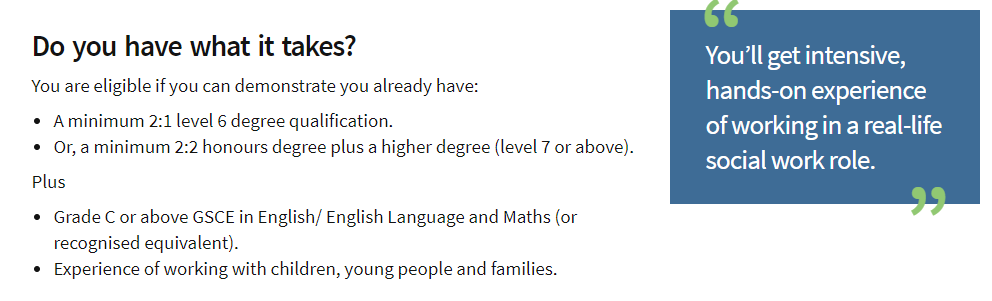 Do you have what it takes?
You are eligible if you can demonstrate you already have:
• A minimum 2:1 level 6 degree qualification.
• Or, a minimum 2:2 honours degree plus a higher degree (level 7 or above).
Plus
• Grade C or above GSCE in English/ English Language and Maths (or
recognised equivalent).
• Experience of working with children, young people and families.
“
You’ll get intensive,
hands-on experience
of working in a real-life
social work role.
”